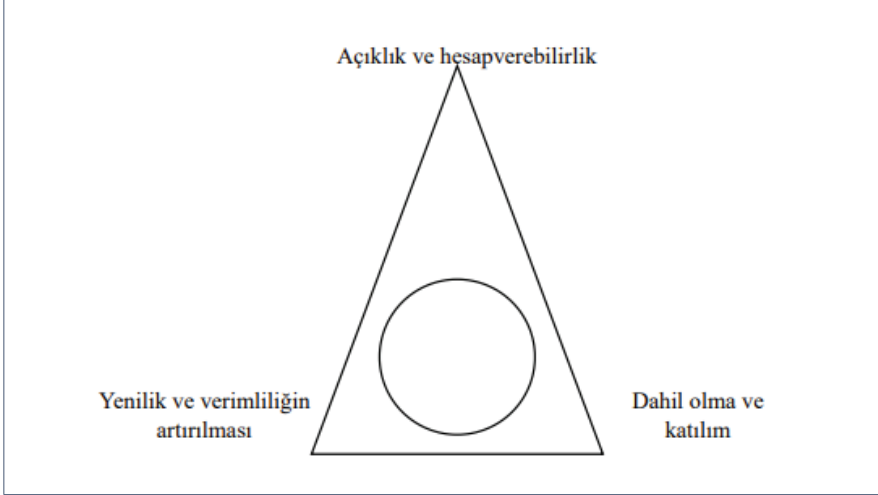 Açıklık ve hesapverebilirlik
Yenilik ve verimliliğin
artırılması
Dahil olma ve
katılım